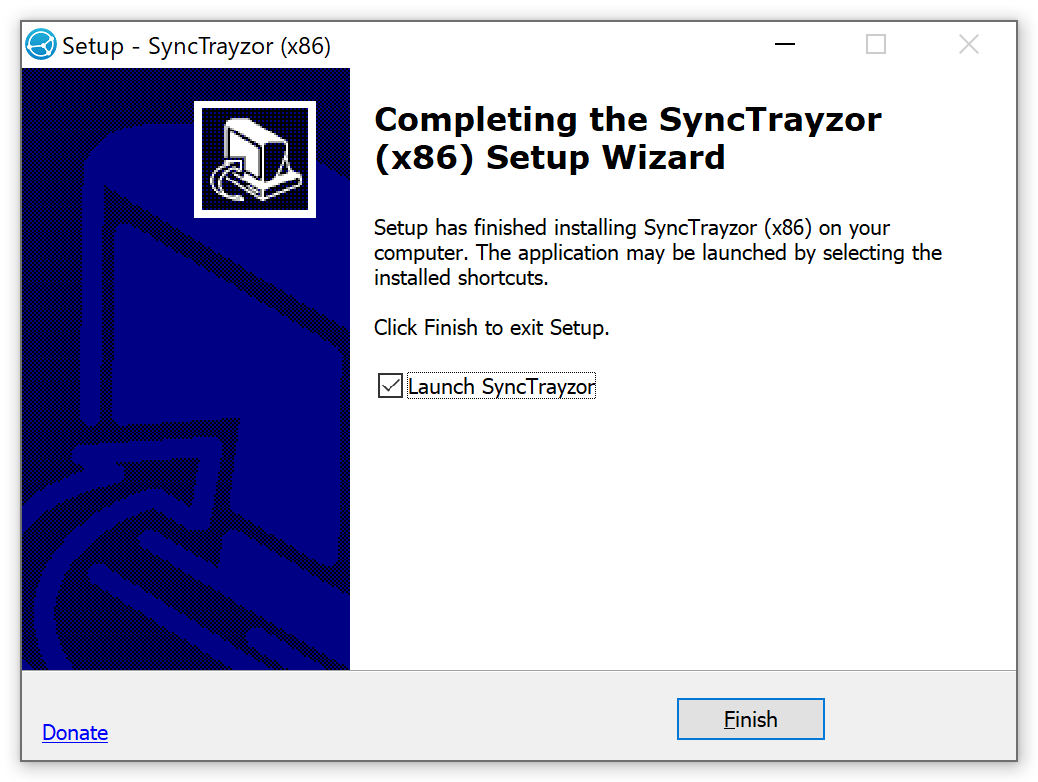 Setup - SyncTrayzor (x86)
Completing the SyncTrayzor
(x86) Setup Wizard
Setup has finished installing SyncTrayzor (x86) on your
computer. The application may be launched by selecting the
installed shortcuts.
Click Finish to exit Setup.
Launch SyncTrayzor
Donate
Finish